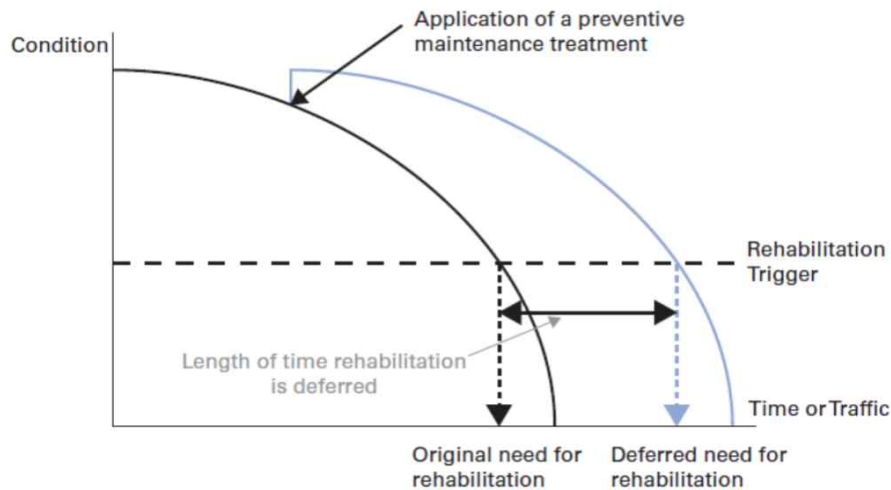 Application of a preventive
maintenance treatment
Condition
Rehabilitation
Trigger
Length of time rehabilitation
is deferred
Time or Traffic
Original need for
rehabilitation
Deferred need for
rehabilitation